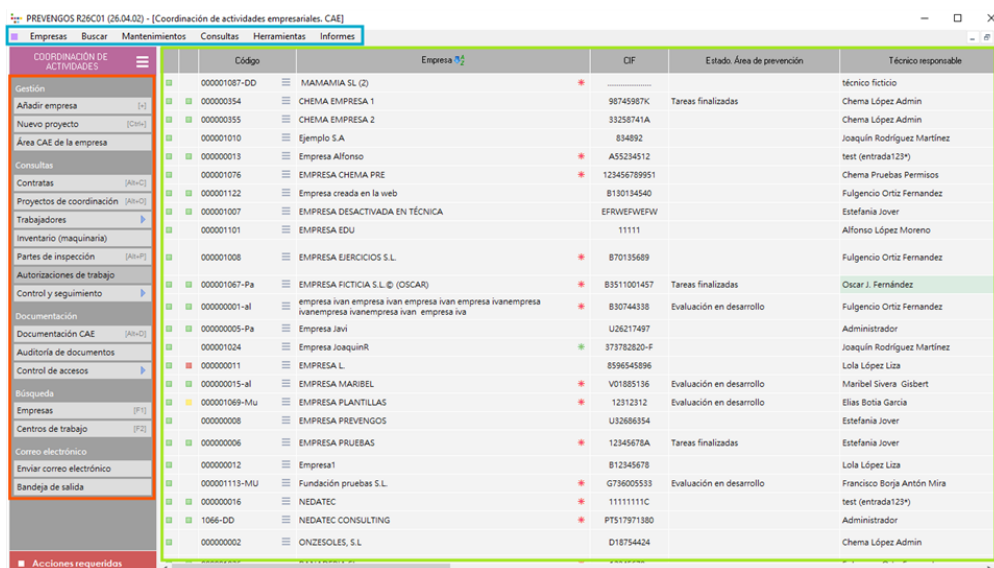 PREVENGOS R26C01 (26.04.02) - [Coordinación de actividades empresariales. CAE]
Empresas Buscar Mantenimientos Consultas Herramientas Informes
COORDINACIÓN DE
ACTIVIDADES
Gestión
Añadir empresa [+]
Nuevo proyecto [Ctrl+]
Área CAE de la empresa
Consultas
Contratas [Alt+C]
Proyectos de coordinación [Alt+O]
Trabajadores
Inventario (maquinaria)
Partes de inspección [Alt+P]
Autorizaciones de trabajo
Control y seguimiento
Documentación
Documentación CAE [Alt+D]
Auditoría de documentos
Control de accesos
Búsqueda
Empresas [F1]
Centros de trabajo [F2]
Correo electrónico
Enviar correo electrónico
Bandeja de salida
Acciones requeridas
Código Empresa CIF Estado. Área de prevención Técnico responsable
000001087-DD MAMAMIA SL (2) * .................... técnico ficticio
000000354 CHEMA EMPRESA 1 98745987K Tareas finalizadas Chema López Admin
000000355 CHEMA EMPRESA 2 33258741A Chema López Admin
000001010 Ejemplo S.A 834892 Joaquín Rodríguez Martínez
000000013 Empresa Alfonso * A55234512 test (entrada123*)
000001076 EMPRESA CHEMA PRE * 123456789951 Chema Pruebas Permisos
000001122 Empresa creada en la web B130134540 Fulgencio Ortiz Fernandez
000001007 EMPRESA DESACTIVADA EN TÉCNICA EFRWEFWEFW Estefania Jover
000001101 EMPRESA EDU 11111 Alfonso López Moreno
000001008 EMPRESA EJERCICIOS S.L. * B70135689 Fulgencio Ortiz Fernandez
000001067-Pa EMPRESA FICTICIA S.L.© (OSCAR) * B3511001457 Tareas finalizadas Oscar J. Fernández
000000001-al empresa ivan empresa ivan empresa ivan empresa ivanempresa
ivanempresa ivanempresa ivan empresa iva * B30744338 Evaluación en desarrollo Fulgencio Ortiz Fernandez
000000005-Pa Empresa Javi U26217497 Administrador
000001024 Empresa JoaquinR * 373782820-F Joaquín Rodríguez Martínez
000000011 EMPRESA L. 8596545896 Lola López Liza
000000015-al EMPRESA MARIBEL * V01885136 Evaluación en desarrollo Maribel Sivera Gisbert
000001069-Mu EMPRESA PLANTILLAS * 12312312 Evaluación en desarrollo Elias Botia Garcia
000000008 EMPRESA PREVENGOS U32686354 Estefania Jover
000000006 EMPRESA PRUEBAS * 12345678A Tareas finalizadas Estefania Jover
000000012 Empresa1 B12345678 Lola López Liza
000001113-MU Fundación pruebas S.L. * G736005533 Evaluación en desarrollo Francisco Borja Antón Mira
000000016 NEDATEC * 11111111C test (entrada123*)
1066-DD NEDATEC CONSULTING * PT517971380 Administrador
000000002 ONZESOLES, S.L D18754424 Chema López Admin